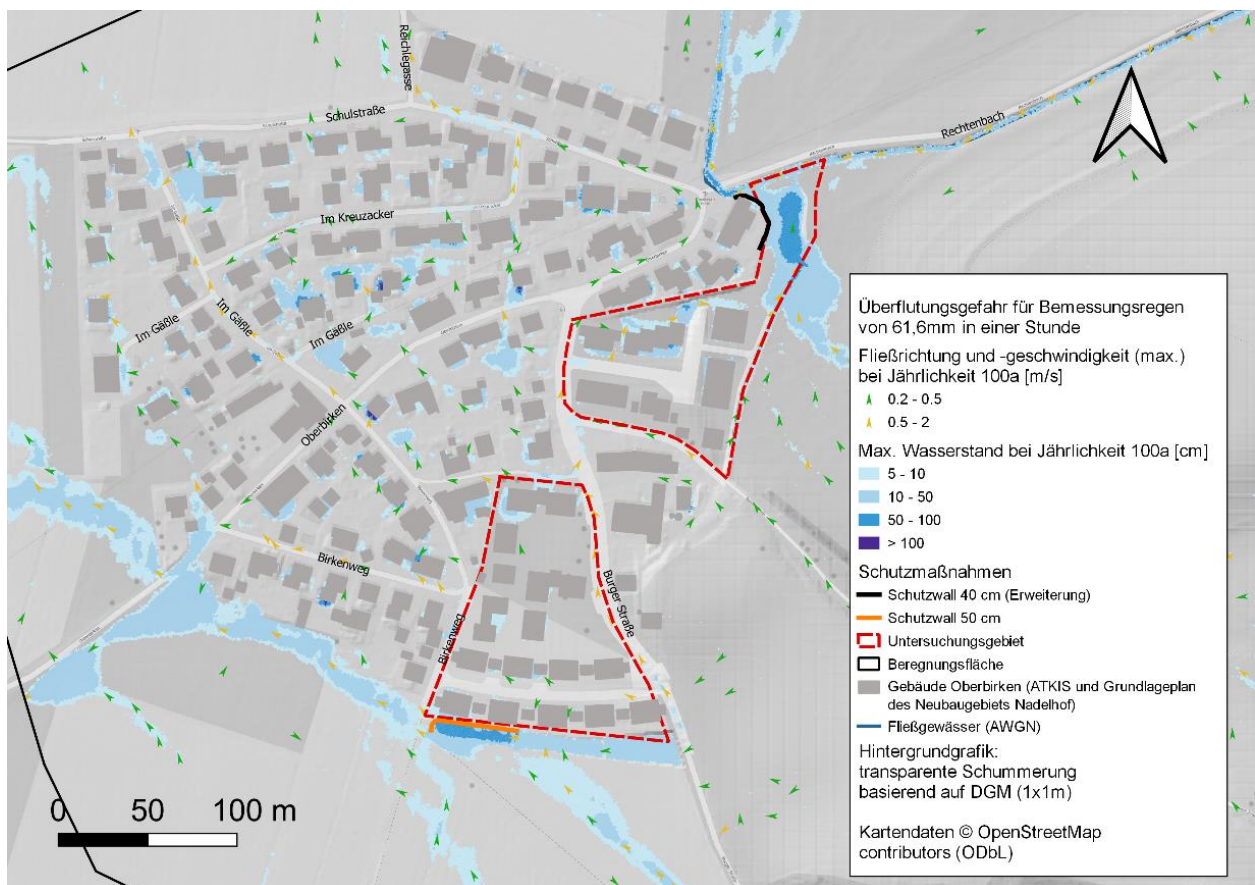 Reichlegasse
Schulstraße
Rechtenbach
Im Kreuzacker
Im Gäßle
Im Gäßle
Im Gäßle
Oberbirken
Birkenweg
Birkenweg
Burger Straße
0 50 100 m
Überflutungsgefahr für Bemessungsregen
von 61,6mm in einer Stunde
Fließrichtung und -geschwindigkeit (max.)
bei Jährlichkeit 100a [m/s]
0.2 - 0.5
0.5 - 2
Max. Wasserstand bei Jährlichkeit 100a [cm]
5 - 10
10 - 50
50 - 100
> 100
Schutzmaßnahmen
Schutzwall 40 cm (Erweiterung)
Schutzwall 50 cm
Untersuchungsgebiet
Beregnungsfläche
Gebäude Oberbirken (ATKIS und Grundlageplan
des Neubaugebiets Nadelhof)
Fließgewässer (AWGN)
Hintergrundgrafik:
transparente Schummerung
basierend auf DGM (1x1m)
Kartendaten © OpenStreetMap
contributors (ODbL)